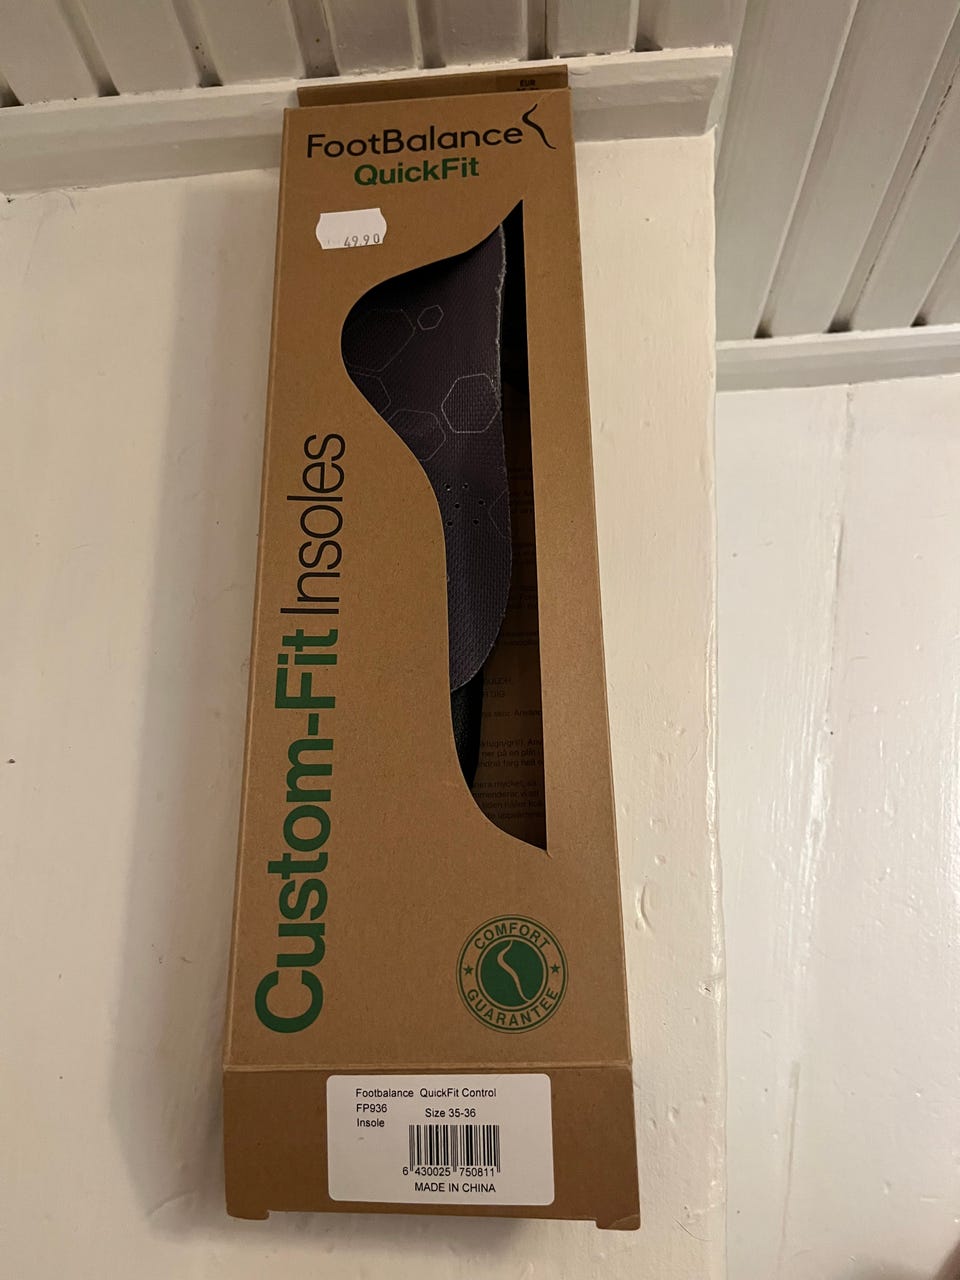 EUR
FootBalance
QuickFit
49.90
Custom-Fit Insoles
COMFORT
GUARANTEE
Footbalance QuickFit Control
FP936 Size 35-36
Insole
6 430025 750811
MADE IN CHINA